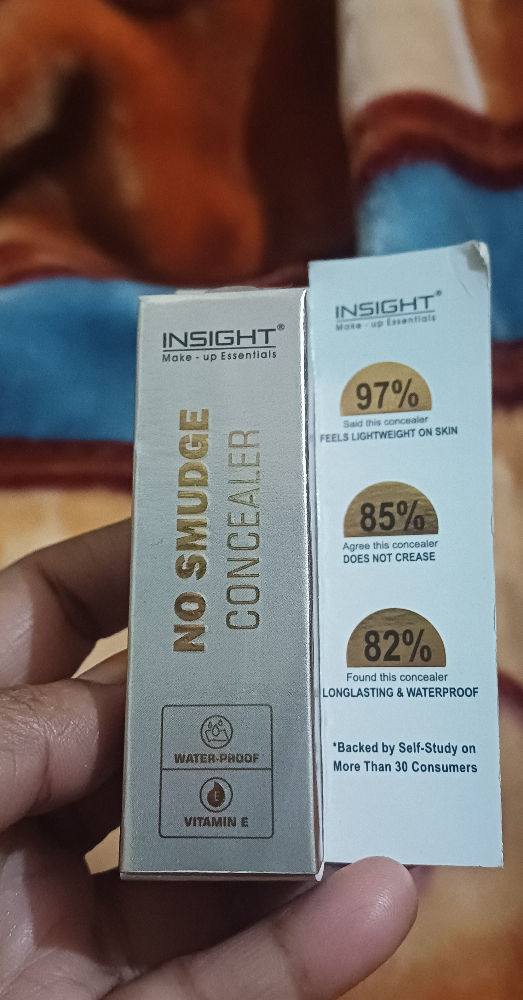 INSIGHT®
Make - up Essentials
NO SMUDGE
CONCEALER
WATER-PROOF
VITAMIN E
INSIGHT®
Make - up Essentials
97%
Said this concealer
FEELS LIGHTWEIGHT ON SKIN
85%
Agree this concealer
DOES NOT CREASE
82%
Found this concealer
LONGLASTING & WATERPROOF
*Backed by Self-Study on
More Than 30 Consumers